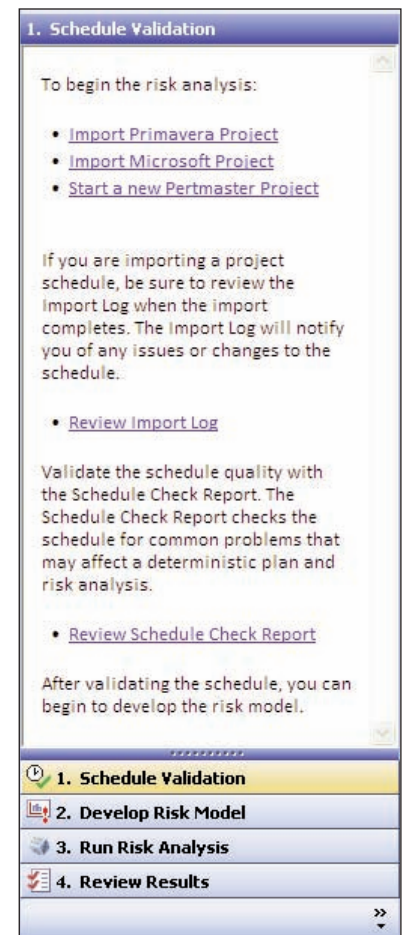 1. Schedule Validation
To begin the risk analysis:
• Import Primavera Project
• Import Microsoft Project
• Start a new Pertmaster Project
If you are importing a project
schedule, be sure to review the
Import Log when the import
completes. The Import Log will notify
you of any issues or changes to the
schedule.
• Review Import Log
Validate the schedule quality with
the Schedule Check Report. The
Schedule Check Report checks the
schedule for common problems that
may affect a deterministic plan and
risk analysis.
• Review Schedule Check Report
After validating the schedule, you can
begin to develop the risk model.
1. Schedule Validation
2. Develop Risk Model
3. Run Risk Analysis
4. Review Results